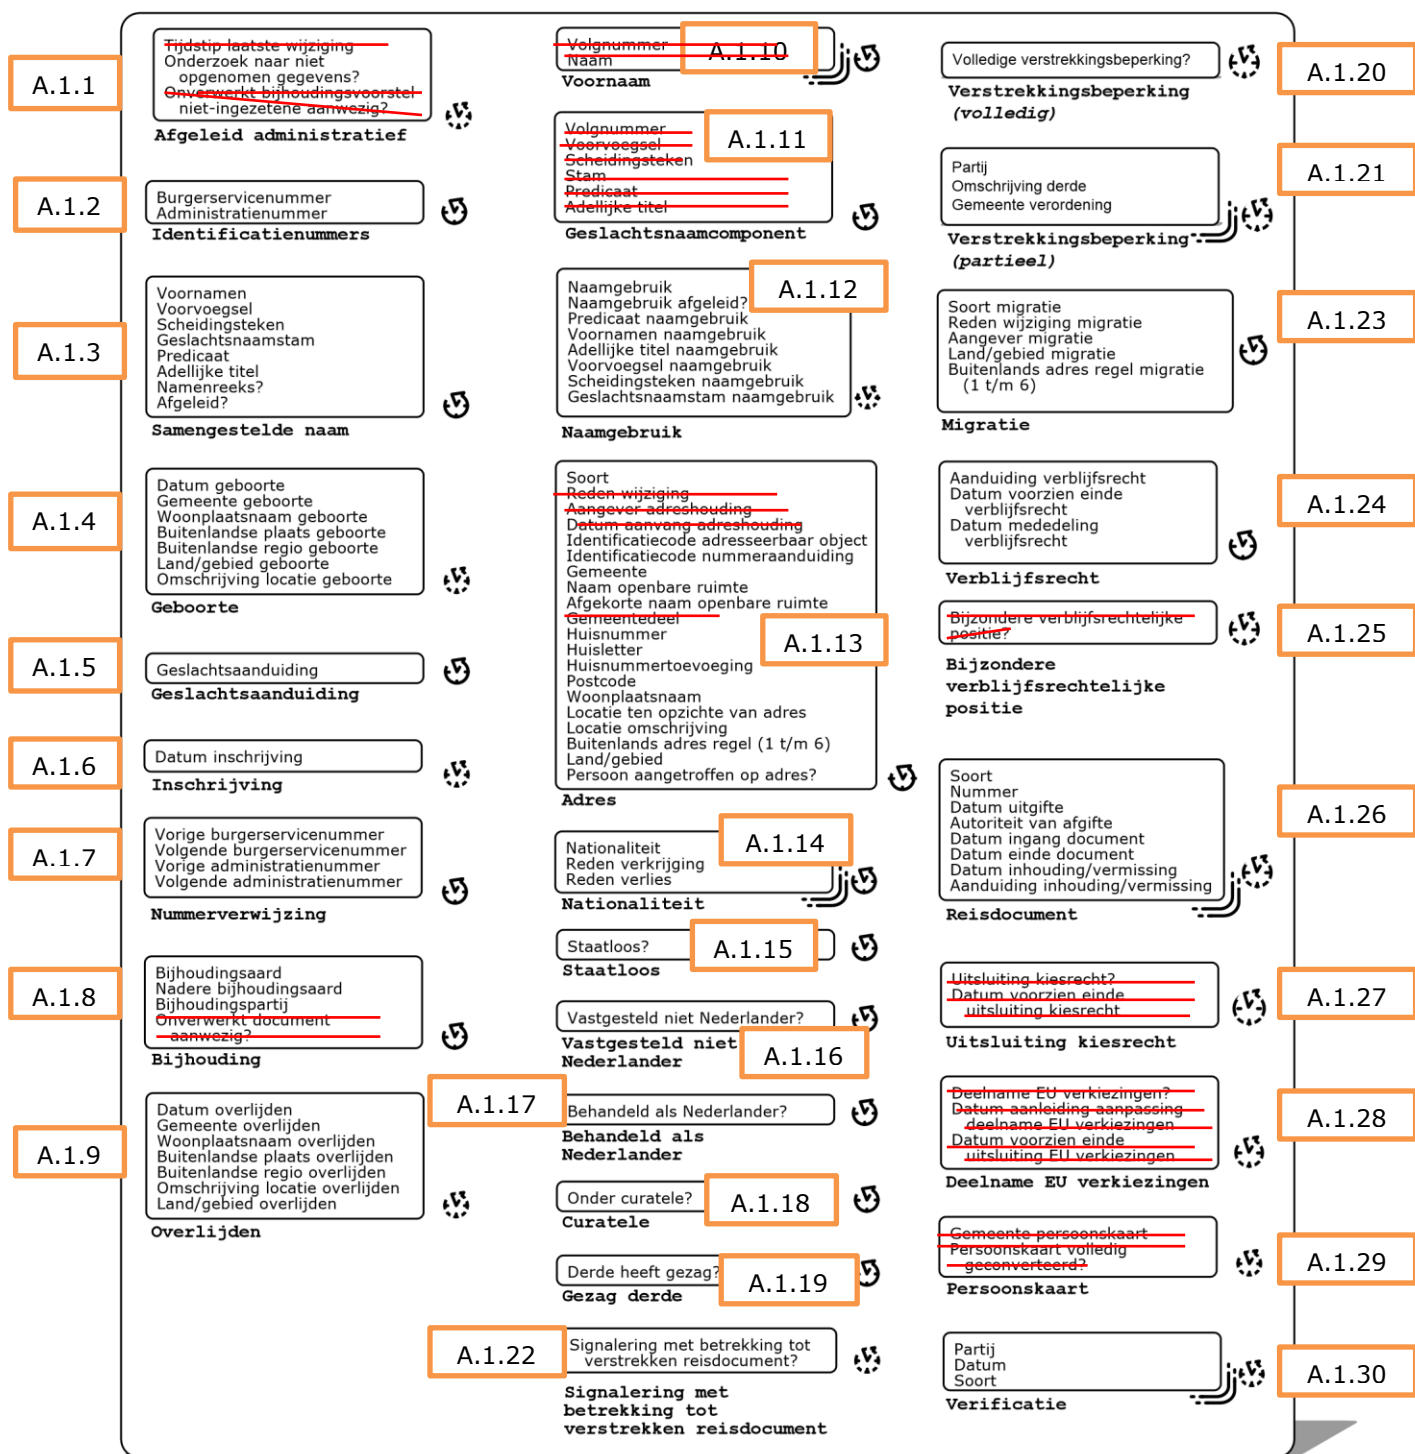 A.1.1
Tijdstip laatste wijziging
Onderzoek naar niet
opgenomen gegevens?
Onverwerkt bijhoudingsvoorstel
niet-ingezetene aanwezig?
Afgeleid administratief
A.1.2
Burgerservicenummer
Administratienummer
Identificatienummers
A.1.3
Voornamen
Voorvoegsel
Scheidingsteken
Geslachtsnaamstam
Predicaat
Adellijke titel
Namenreeks?
Afgeleid?
Samengestelde naam
A.1.4
Datum geboorte
Gemeente geboorte
Woonplaatsnaam geboorte
Buitenlandse plaats geboorte
Buitenlandse regio geboorte
Land/gebied geboorte
Omschrijving locatie geboorte
Geboorte
A.1.5
Geslachtsaanduiding
Geslachtsaanduiding
A.1.6
Datum inschrijving
Inschrijving
A.1.7
Vorige burgerservicenummer
Volgende burgerservicenummer
Vorige administratienummer
Volgende administratienummer
Nummerverwijzing
A.1.8
Bijhoudingsaard
Nadere bijhoudingsaard
Bijhoudingspartij
Onverwerkt document
aanwezig?
Bijhouding
A.1.9
Datum overlijden
Gemeente overlijden
Woonplaatsnaam overlijden
Buitenlandse plaats overlijden
Buitenlandse regio overlijden
Omschrijving locatie overlijden
Land/gebied overlijden
Overlijden
A.1.10
Volgnummer
Naam
Voornaam
A.1.11
Volgnummer
Voorvoegsel
Scheidingsteken
Stam
Predicaat
Adellijke titel
Geslachtsnaamcomponent
A.1.12
Naamgebruik
Naamgebruik afgeleid?
Predicaat naamgebruik
Voornamen naamgebruik
Adellijke titel naamgebruik
Voorvoegsel naamgebruik
Scheidingsteken naamgebruik
Geslachtsnaamstam naamgebruik
Naamgebruik
A.1.13
Soort
Reden wijziging
Aangever adreshouding
Datum aanvang adreshouding
Identificatiecode adresseerbaar object
Identificatiecode nummeraanduiding
Gemeente
Naam openbare ruimte
Afgekorte naam openbare ruimte
Gemeentedeel
Huisnummer
Huisletter
Huisnummertoevoeging
Postcode
Woonplaatsnaam
Locatie ten opzichte van adres
Locatie omschrijving
Buitenlands adres regel (1 t/m 6)
Land/gebied
Persoon aangetroffen op adres?
Adres
A.1.14
Nationaliteit
Reden verkrijging
Reden verlies
Nationaliteit
A.1.15
Staatloos?
Staatloos
A.1.16
Vastgesteld niet Nederlander?
Vastgesteld niet
Nederlander
A.1.17
Behandeld als Nederlander?
Behandeld als
Nederlander
A.1.18
Onder curatele?
Curatele
A.1.19
Derde heeft gezag?
Gezag derde
A.1.22
Signalering met betrekking tot
verstrekken reisdocument?
Signalering met
betrekking tot
verstrekken reisdocument
A.1.20
Volledige verstrekkingsbeperking?
Verstrekkingsbeperking
(volledig)
A.1.21
Partij
Omschrijving derde
Gemeente verordening
Verstrekkingsbeperking
(partieel)
A.1.23
Soort migratie
Reden wijziging migratie
Aangever migratie
Land/gebied migratie
Buitenlands adres regel migratie
(1 t/m 6)
Migratie
A.1.24
Aanduiding verblijfsrecht
Datum voorzien einde
verblijfsrecht
Datum mededeling
verblijfsrecht
Verblijfsrecht
A.1.25
Bijzondere verblijfsrechtelijke
positie?
Bijzondere
verblijfsrechtelijke
positie
A.1.26
Soort
Nummer
Datum uitgifte
Autoriteit van afgifte
Datum ingang document
Datum einde document
Datum inhouding/vermissing
Aanduiding inhouding/vermissing
Reisdocument
A.1.27
Uitsluiting kiesrecht?
Datum voorzien einde
uitsluiting kiesrecht
Uitsluiting kiesrecht
A.1.28
Deelname EU verkiezingen?
Datum aanleiding aanpassing
deelname EU verkiezingen
Datum voorzien einde
uitsluiting EU verkiezingen
Deelname EU verkiezingen
A.1.29
Gemeente persoonskaart
Persoonskaart volledig
geconverteerd?
Persoonskaart
A.1.30
Partij
Datum
Soort
Verificatie